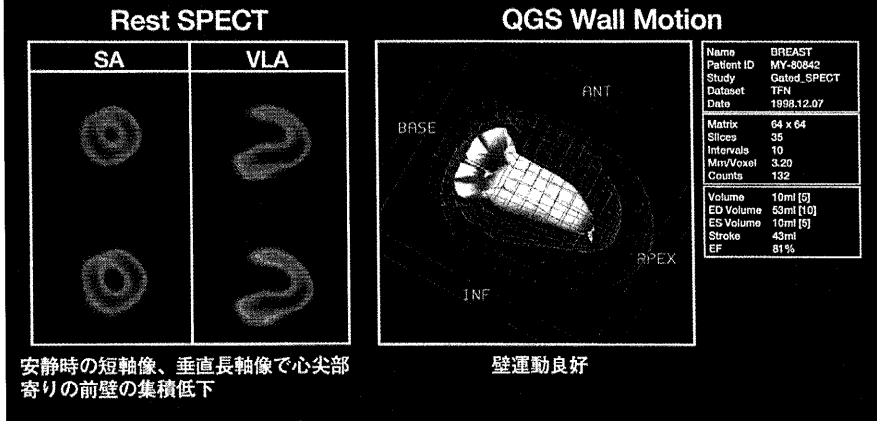 Rest SPECT
SA
VLA
安静時の短軸像、垂直長軸像で心尖部
寄りの前壁の集積低下
QGS Wall Motion
ANT
BASE
APEX
INF
壁運動良好
Name BREAST
Patient ID MY-80842
Study Gated_SPECT
Dataset TFN
Date 1998.12.07
Matrix 64 x 64
Slices 35
Intervals 10
Mm/Voxel 3.20
Counts 132
Volume 10ml [5]
ED Volume 53ml [10]
ES Volume 10ml [5]
Stroke 43ml
EF 81%